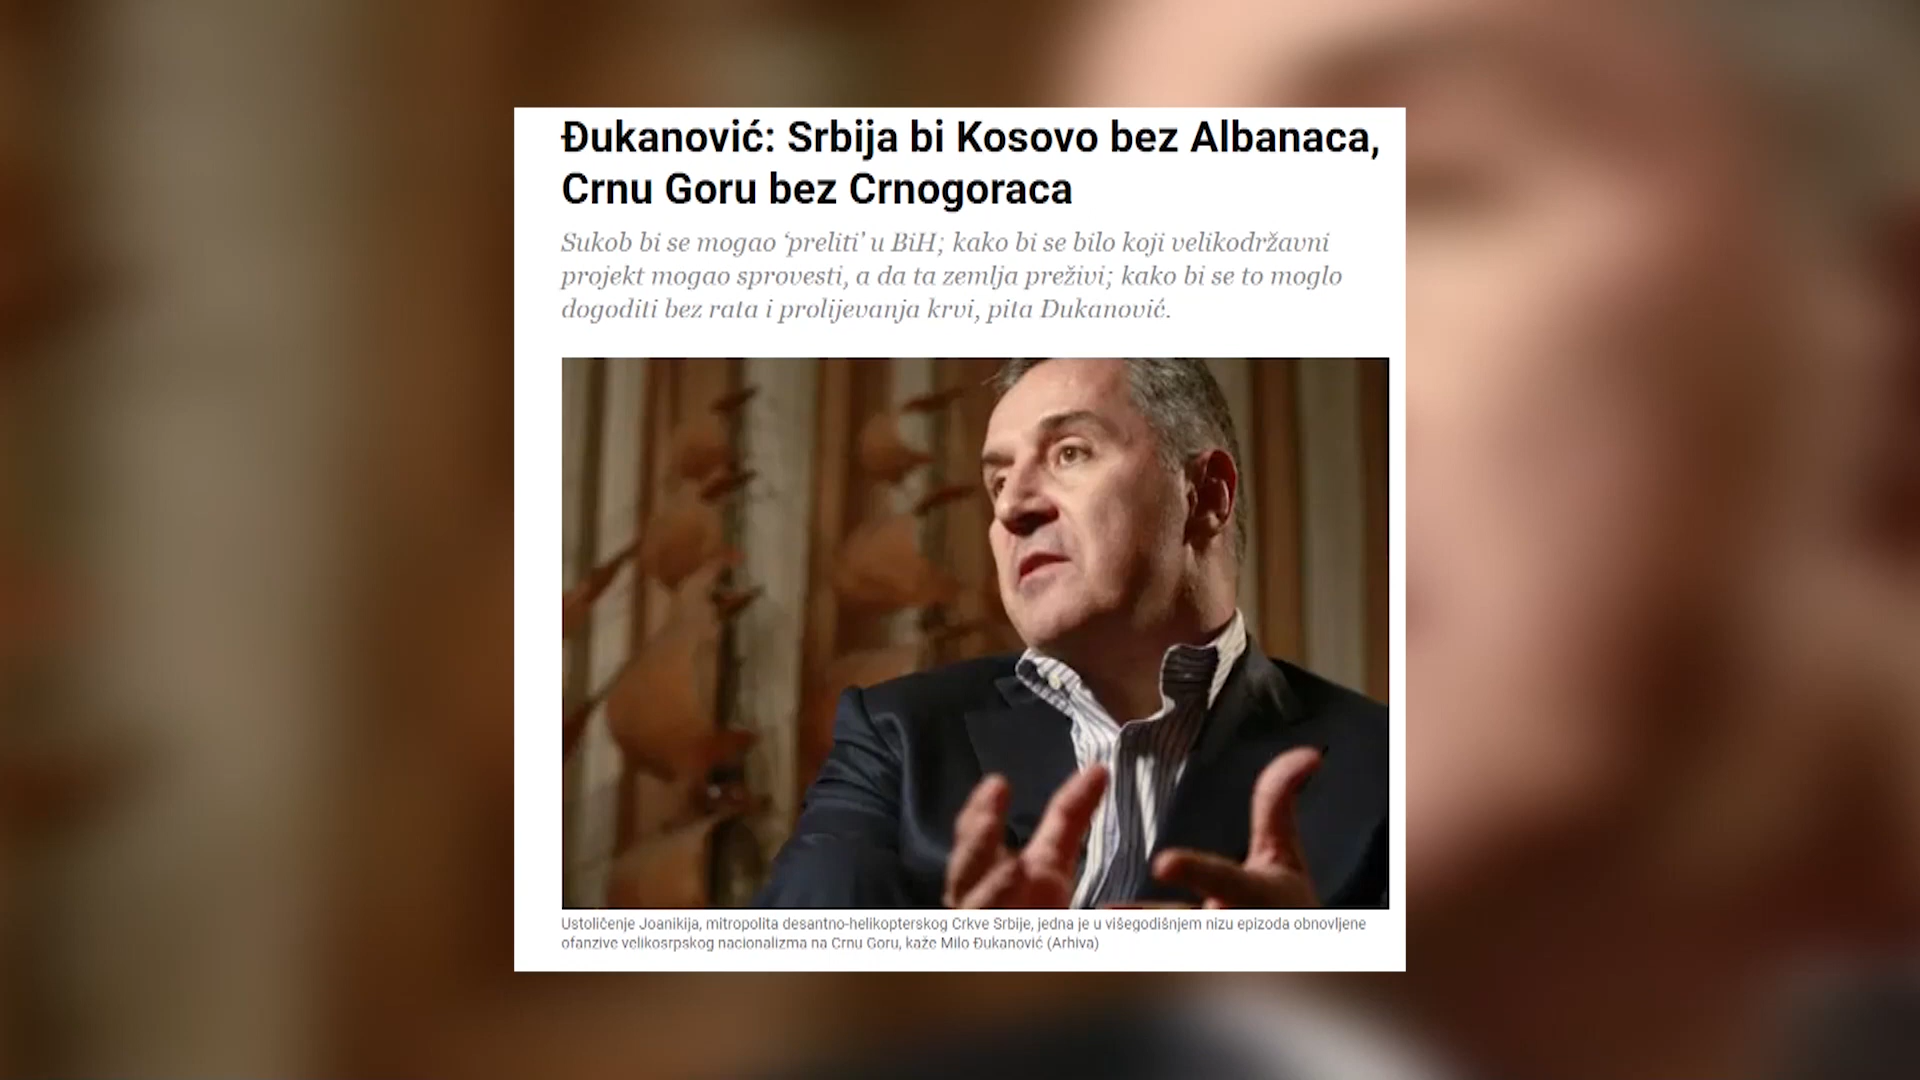 Đukanović: Srbija bi Kosovo bez Albanaca,
Crnu Goru bez Crnogoraca
Sukob bi se mogao ‘preliti’ u BiH; kako bi se bilo koji velikodržavni
projekt mogao sprovesti, a da ta zemlja preživi; kako bi se to moglo
dogoditi bez rata i prolijevanja krvi, pita Đukanović.
Ustoličenje Joanikija, mitropolita desantno-helikopterskog Crkve Srbije, jedna je u višegodišnjem nizu epizoda obnovljene
ofanzive velikosrpskog nacionalizma na Crnu Goru, kaže Milo Đukanović (Arhiva)